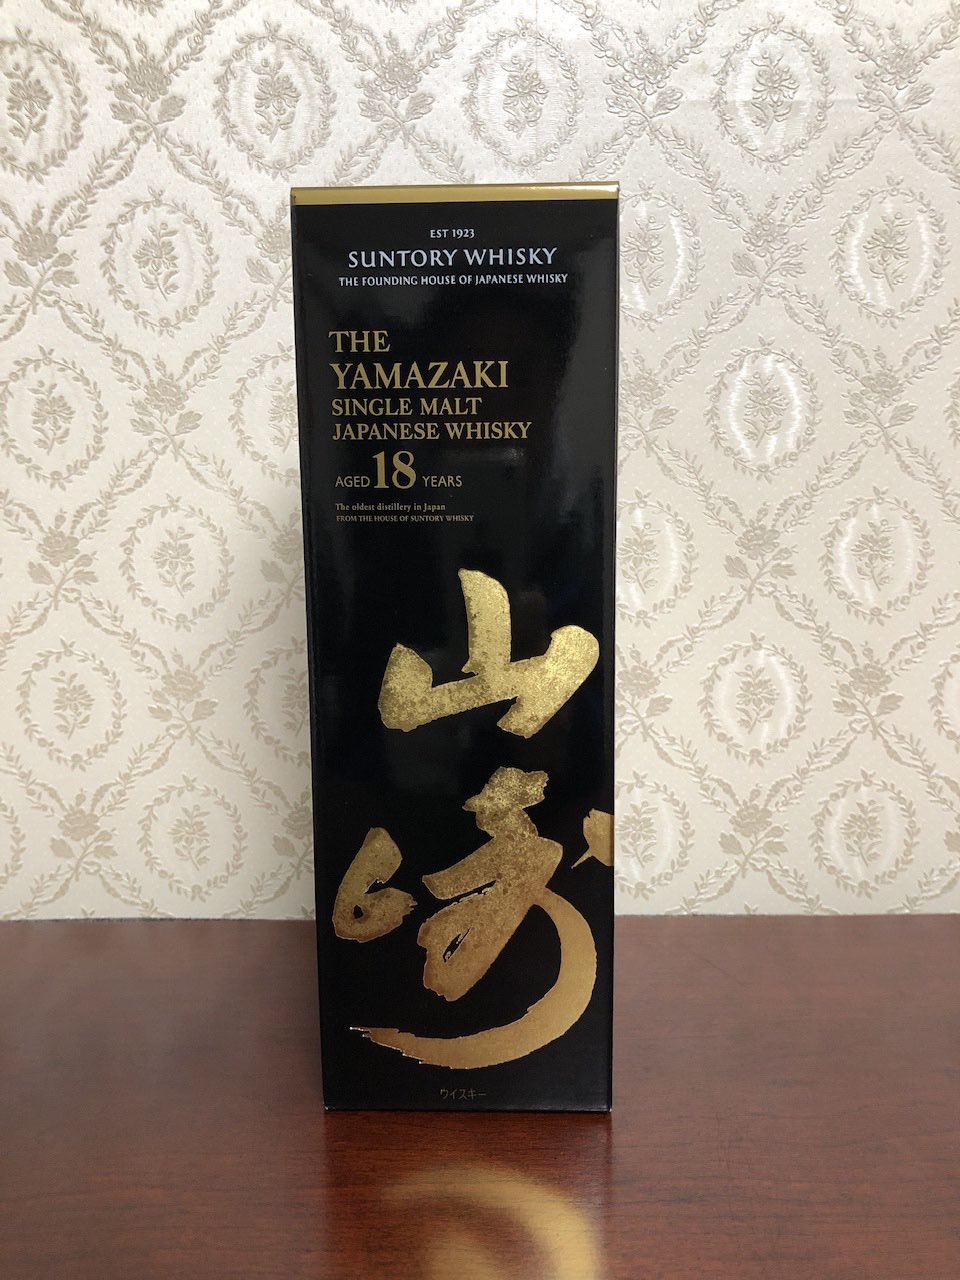 EST 1923
SUNTORY WHISKY
THE FOUNDING HOUSE OF JAPANESE WHISKY
THE
YAMAZAKI
SINGLE MALT
JAPANESE WHISKY
AGED 18 YEARS
The oldest distillery in Japan
FROM THE HOUSE OF SUNTORY WHISKY
山
崎
ウイスキー